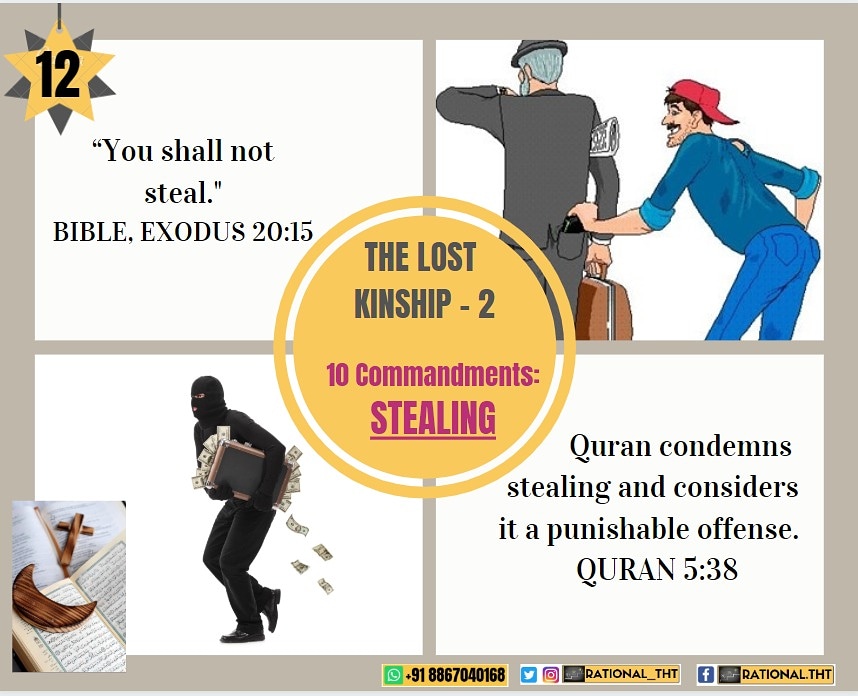 12
“You shall not
steal."
BIBLE, EXODUS 20:15
THE LOST
KINSHIP - 2
10 Commandments:
STEALING
Quran condemns
stealing and considers
it a punishable offense.
QURAN 5:38
+91 8867040168
RATIONAL_THT
RATIONAL.THT